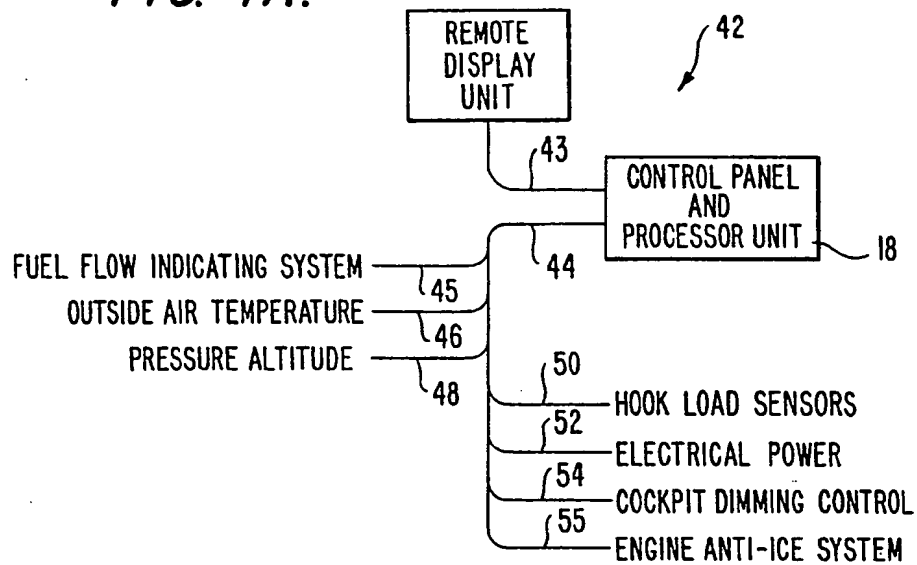 FIG. 4A.
REMOTE
DISPLAY
UNIT
42
43
CONTROL PANEL
AND
PROCESSOR UNIT
18
44
FUEL FLOW INDICATING SYSTEM
45
OUTSIDE AIR TEMPERATURE
46
PRESSURE ALTITUDE
48
50
HOOK LOAD SENSORS
52
ELECTRICAL POWER
54
COCKPIT DIMMING CONTROL
55
ENGINE ANTI-ICE SYSTEM